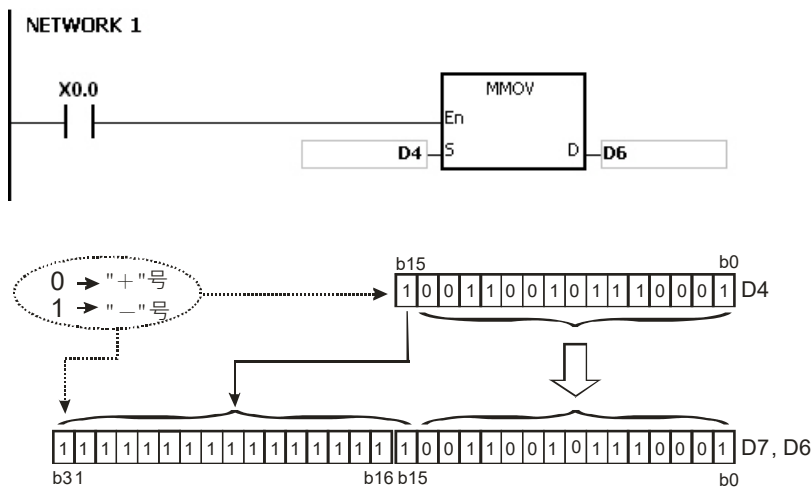 NETWORK 1
X0.0
MMOV
En
D4 S D D6
b15 b0
0 → "＋"号
1 → "－"号
1 0 0 1 1 0 0 1 0 1 1 1 0 0 0 1 D4
1 1 1 1 1 1 1 1 1 1 1 1 1 1 1 1 1 0 0 1 1 0 0 1 0 1 1 1 0 0 0 1 D7, D6
b31 b16 b15 b0